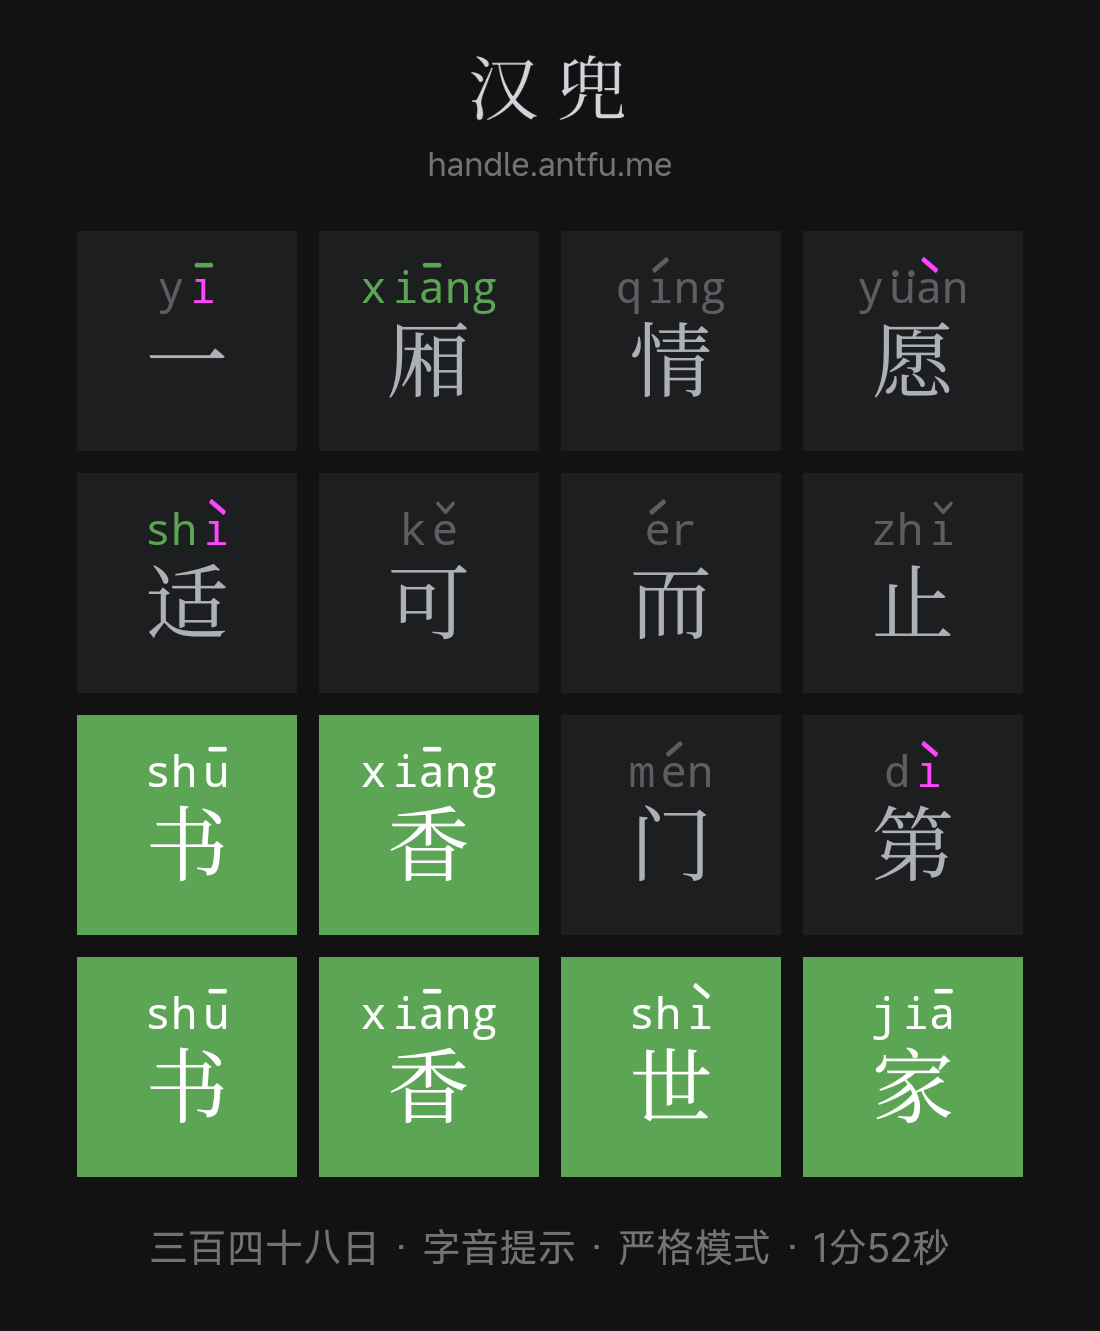 汉兜
handle.antfu.me
yī xiāng qíng yüàn
一 厢 情 愿
shì kě ér zhǐ
适 可 而 止
shū xiāng mén dì
书 香 门 第
shū xiāng shì jiā
书 香 世 家
三百四十八日 · 字音提示 · 严格模式 · 1分52秒